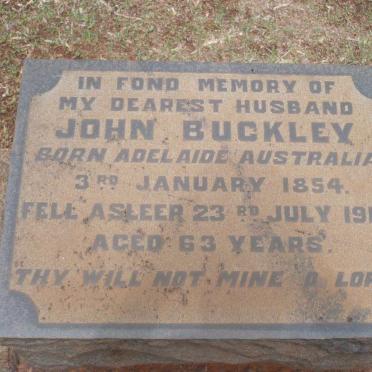 IN FOND MEMORY OF
MY DEAREST HUSBAND
JOHN BUCKLEY
BORN ADELAIDE AUSTRALIA
3RD JANUARY 1854.
FELL ASLEEP 23RD JULY
AGED 63 YEARS.
THY WILL NOT MINE O LOR